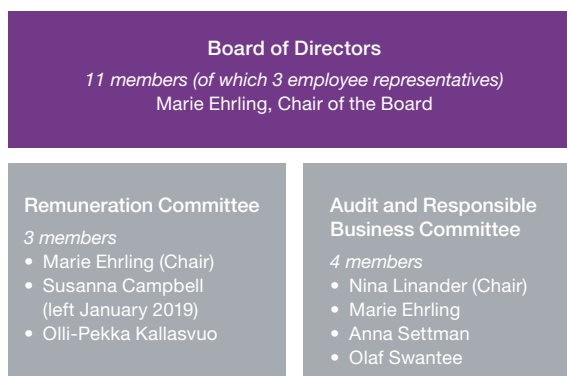 Board of Directors
11 members (of which 3 employee representatives)
Marie Ehrling, Chair of the Board
Remuneration Committee
3 members
• Marie Ehrling (Chair)
• Susanna Campbell
(left January 2019)
• Olli-Pekka Kallasvuo
Audit and Responsible
Business Committee
4 members
• Nina Linander (Chair)
• Marie Ehrling
• Anna Settman
• Olaf Swantee